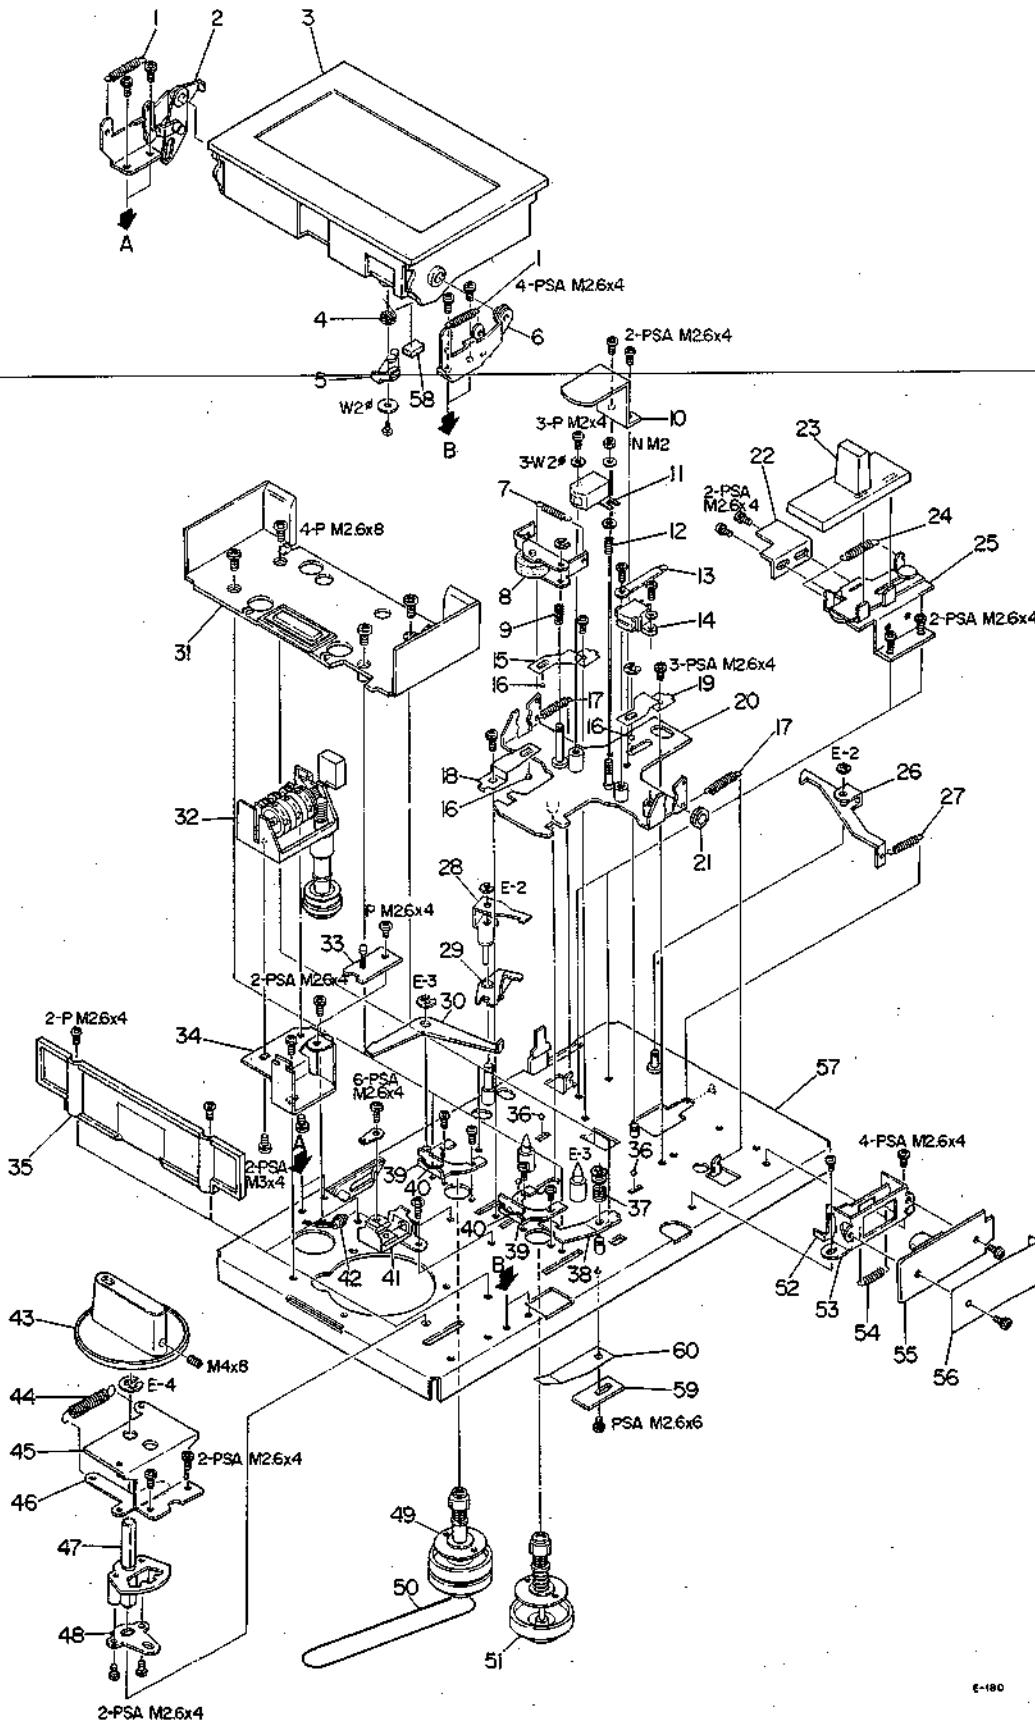 1
2
3
A
4
1
4-PSA M2.6x4
6
5
58
W2ø
B
2-PSA M2.6x4
10
3-P M2x4
N M2
3-W2ø
11
7
12
8
13
9
14
15
16
3-PSA M2.6x4
19
17
16
20
18
16
17
21
22
23
2-PSA
M2.6x4
24
25
2-PSA M2.6x4
E-2
26
27
4-P M2.6x8
31
32
28
E-2
P M2.6x4
33
29
2-PSA M2.6x4
E-3
30
2-P M2.6x4
34
6-PSA
M2.6x4
35
2-PSA
M3x4
A
39
40
36
E-3
36
57
37
40
39
38
42
41
B
4-PSA M2.6x4
52
53
54
55
56
43
M4x6
E-4
44
45
2-PSA M2.6x4
46
47
48
2-PSA M2.6x4
60
59
PSA M2.6x6
49
50
51
E-180